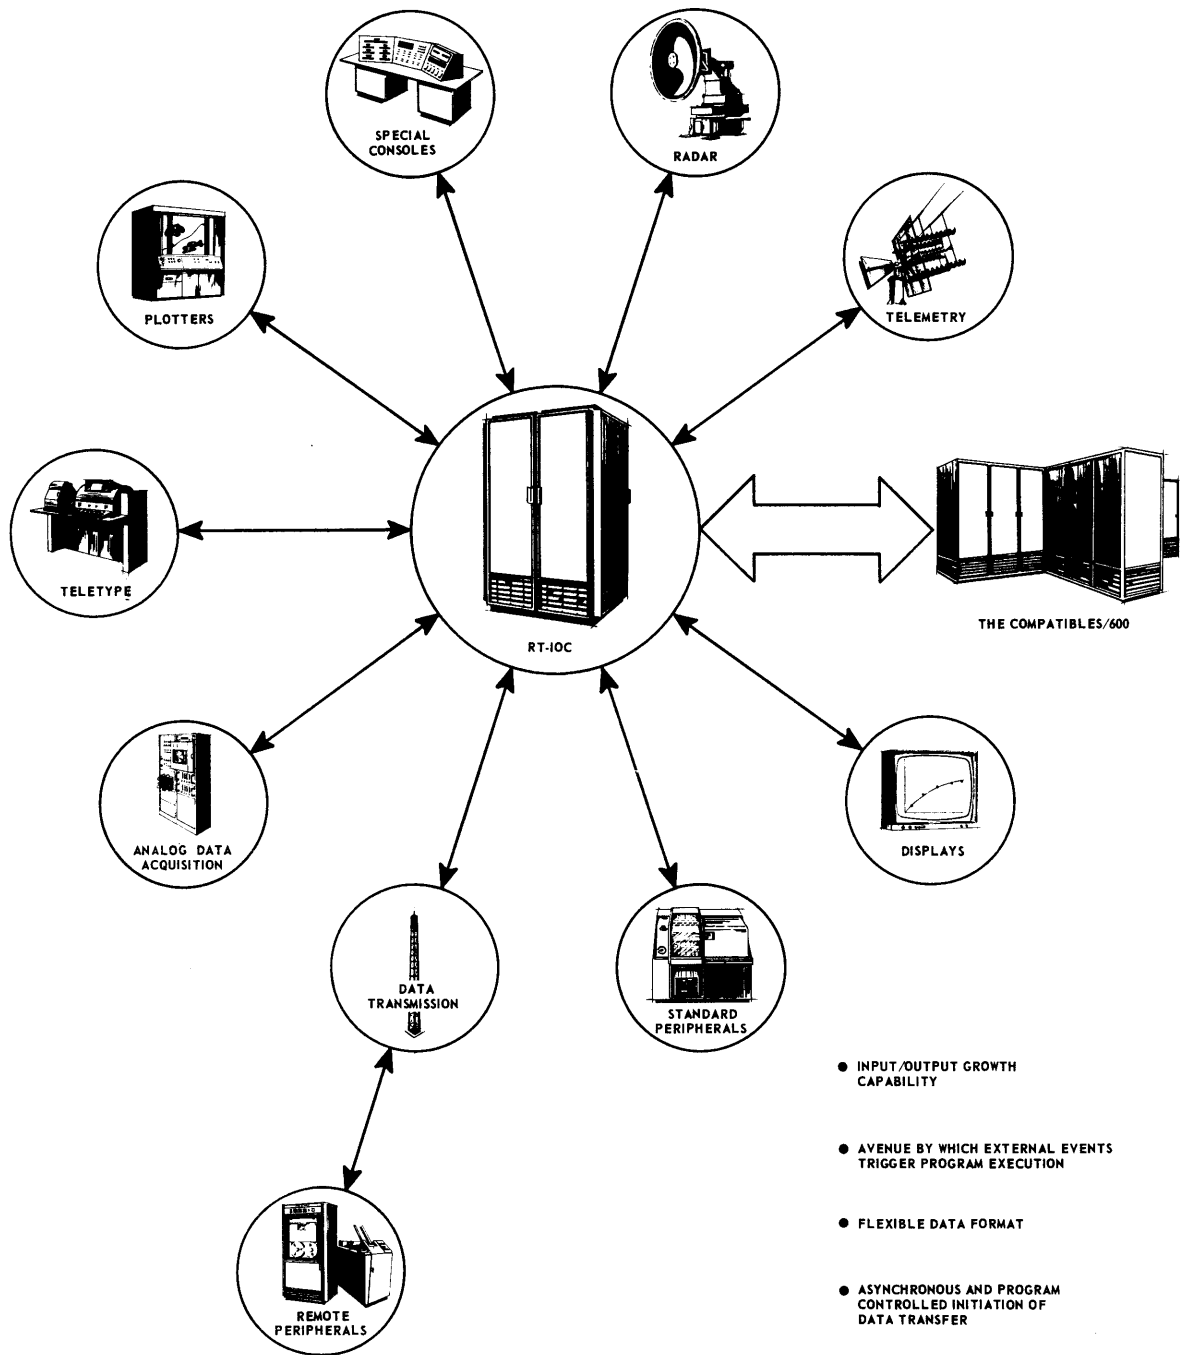 SPECIAL
CONSOLES
RADAR
PLOTTERS
TELEMETRY
TELETYPE
RT-IOC
THE COMPATIBLES/600
ANALOG DATA
ACQUISITION
DISPLAYS
DATA
TRANSMISSION
STANDARD
PERIPHERALS
REMOTE
PERIPHERALS
● INPUT/OUTPUT GROWTH
CAPABILITY
● AVENUE BY WHICH EXTERNAL EVENTS
TRIGGER PROGRAM EXECUTION
● FLEXIBLE DATA FORMAT
● ASYNCHRONOUS AND PROGRAM
CONTROLLED INITIATION OF
DATA TRANSFER